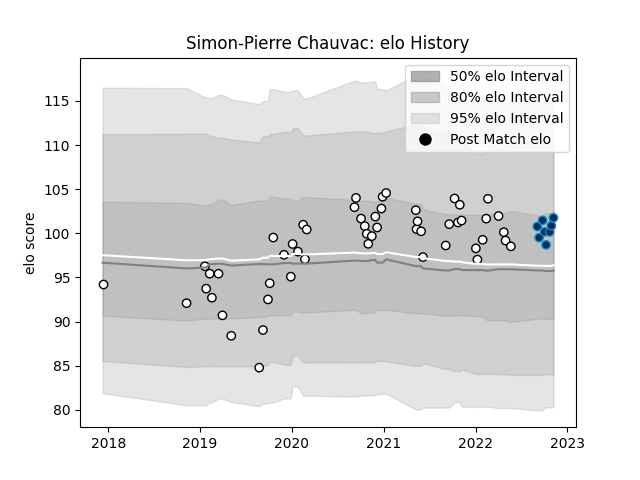 Simon-Pierre Chauvac: elo History
50% elo Interval
80% elo Interval
95% elo Interval
Post Match elo
elo score
115
110
105
100
95
90
85
80
2018 2019 2020 2021 2022 2023